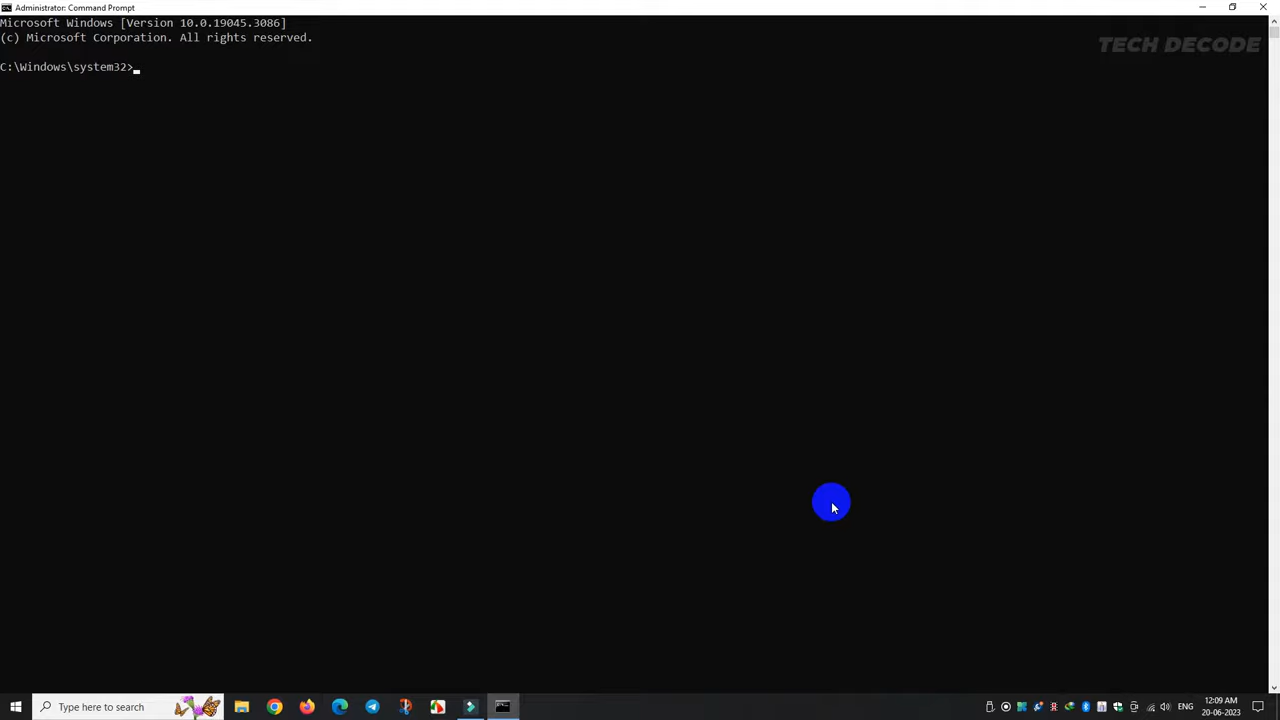 Administrator: Command Prompt
Microsoft Windows [Version 10.0.19045.3086]
(c) Microsoft Corporation. All rights reserved.
TECH DECODE
C:\Windows\system32>
Type here to search
ENG
12:09 AM
20-06-2023